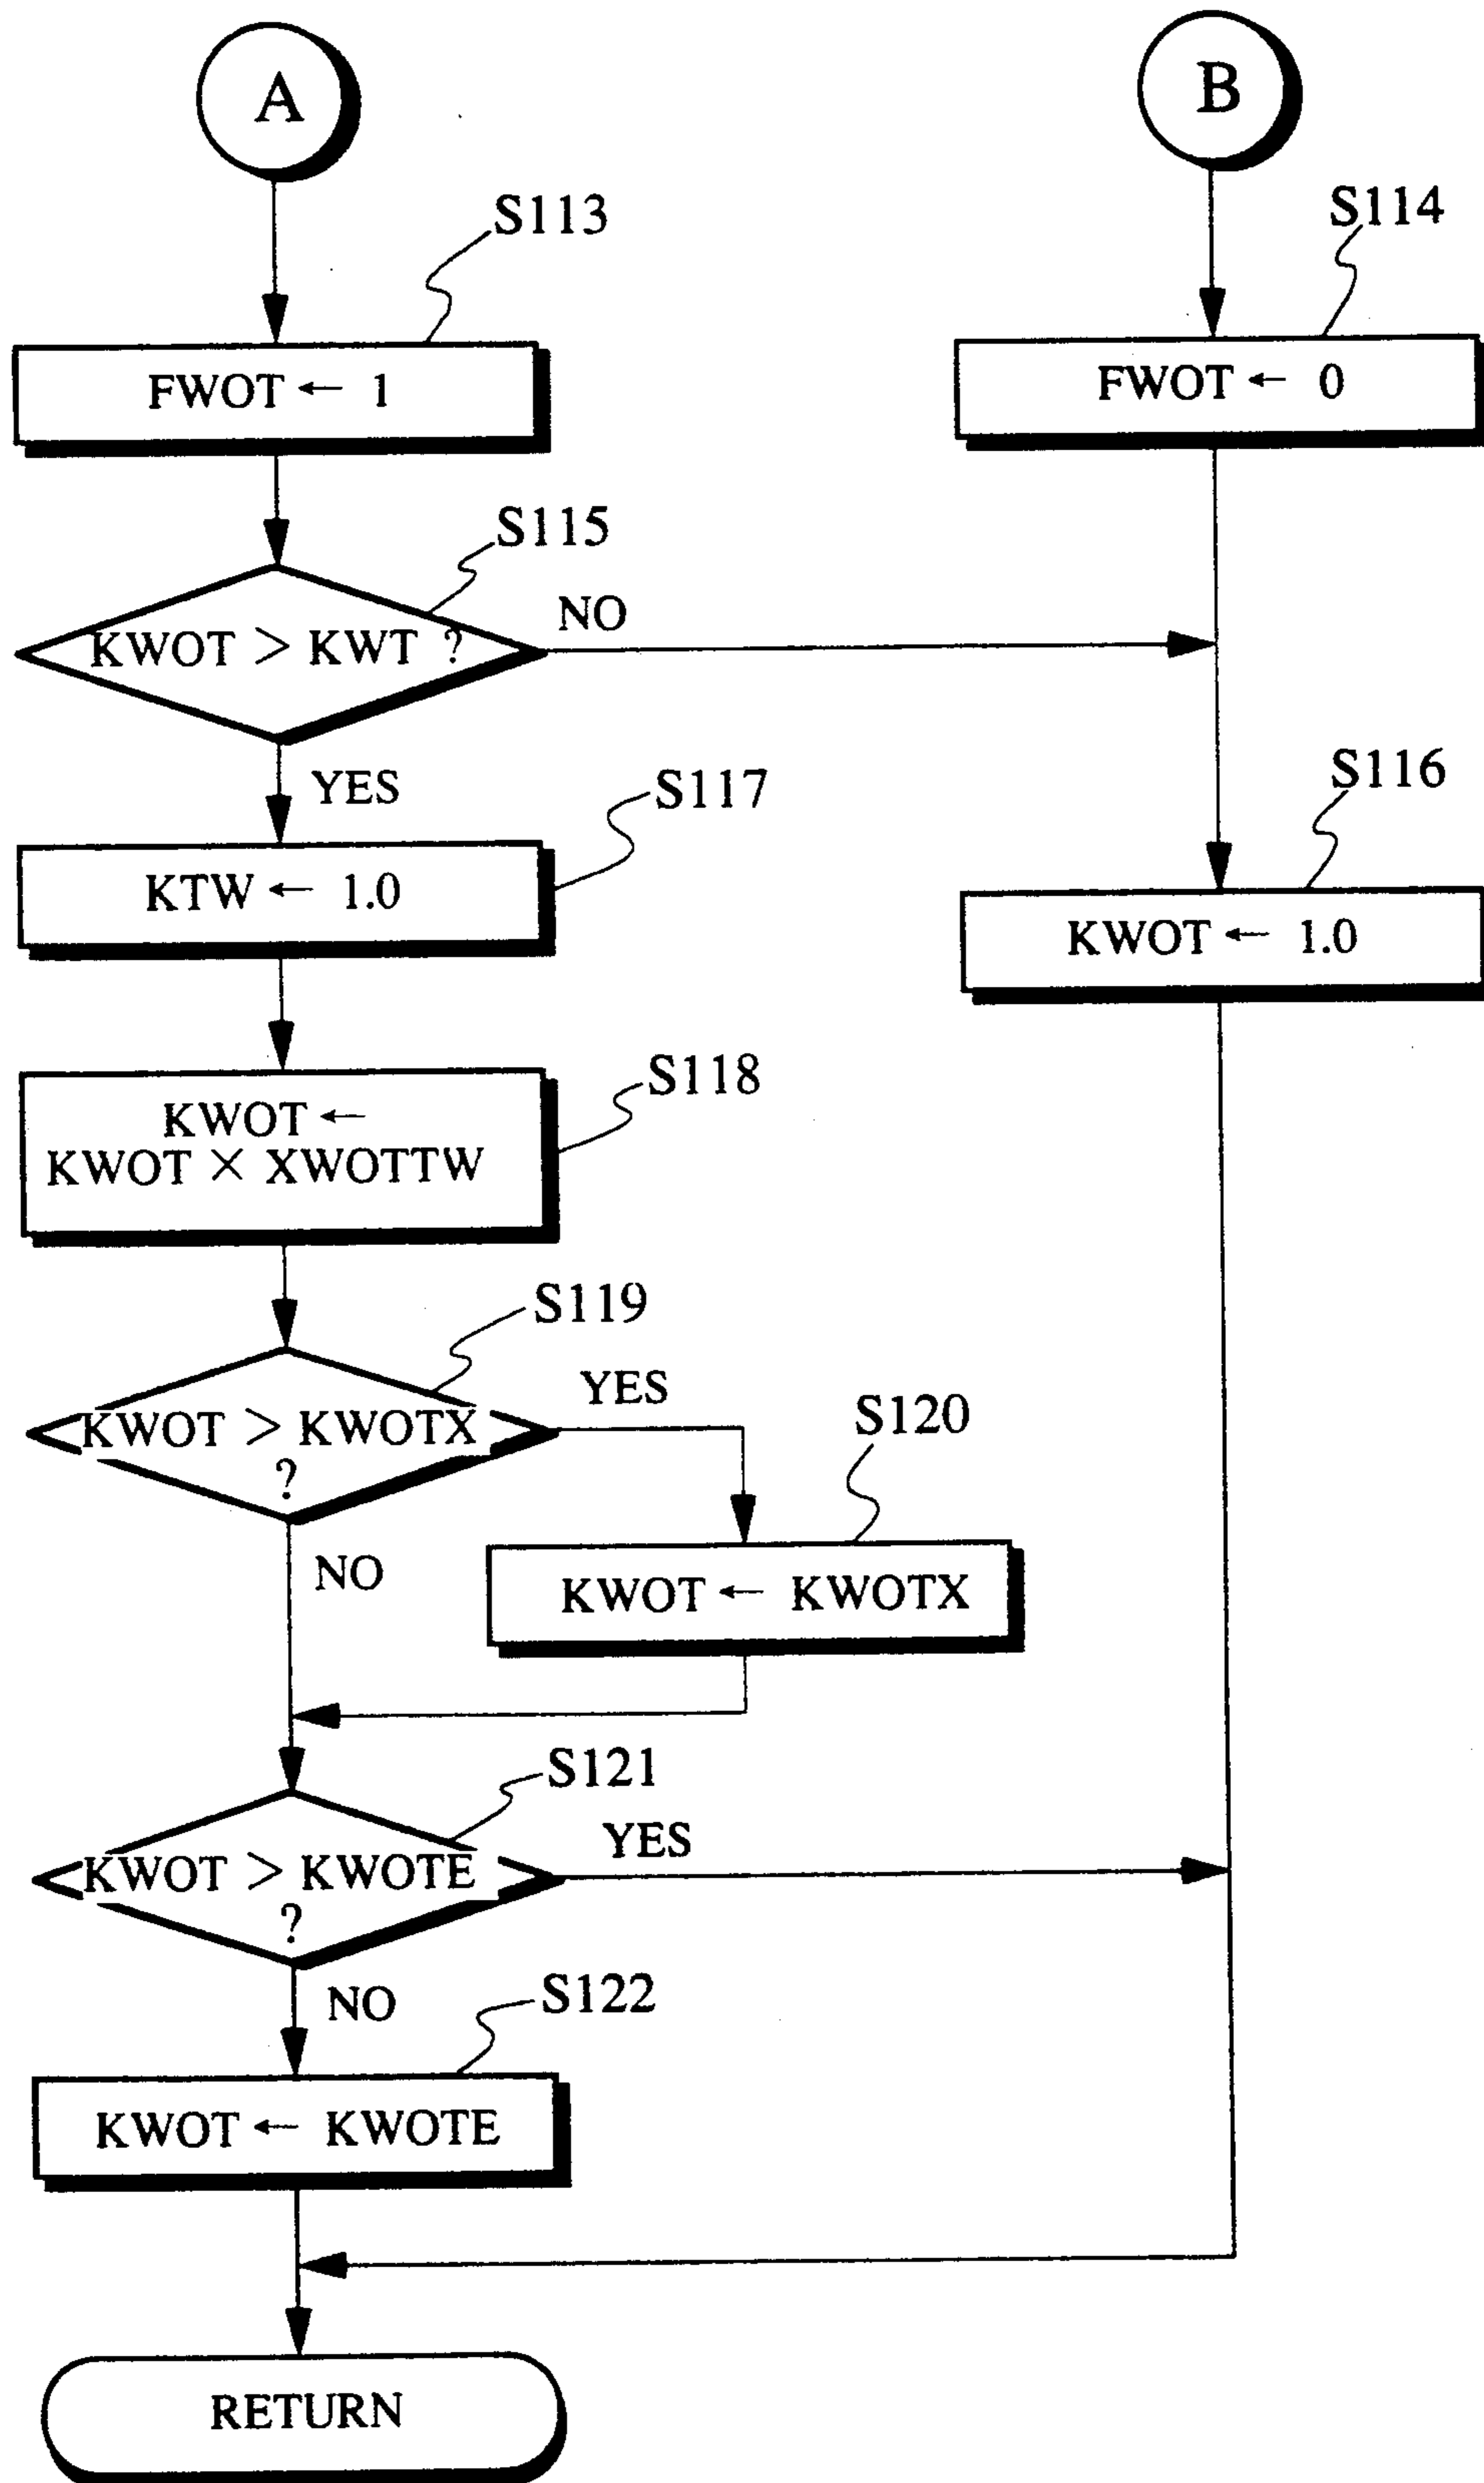 A
B
S113
S114
FWOT ← 1
FWOT ← 0
S115
KWOT > KWT ?
NO
YES
S117
S116
KTW ← 1.0
KWOT ← 1.0
S118
KWOT ←
KWOT × XWOTTW
S119
YES
KWOT > KWOTX
?
S120
NO
KWOT ← KWOTX
S121
YES
KWOT > KWOTE
?
NO
S122
KWOT ← KWOTE
RETURN